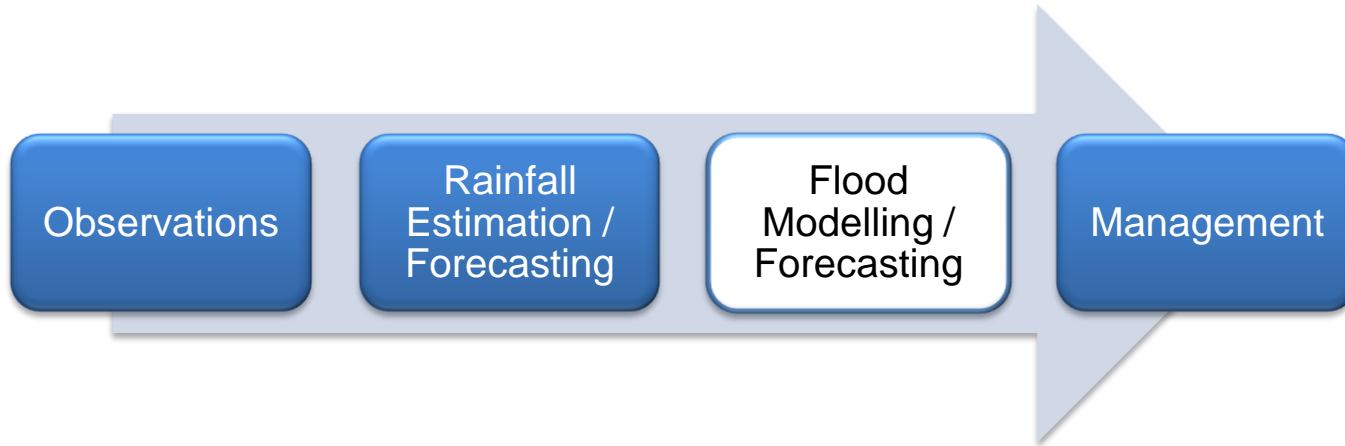 Observations
Rainfall
Estimation /
Forecasting
Flood
Modelling /
Forecasting
Management